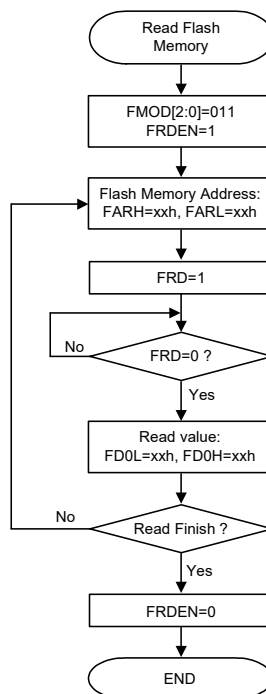 Read Flash
Memory
FMOD[2:0]=011
FRDEN=1
Flash Memory Address:
FARH=xxh, FARL=xxh
FRD=1
No
FRD=0 ?
Yes
Read value:
FD0L=xxh, FD0H=xxh
No
Read Finish ?
Yes
FRDEN=0
END